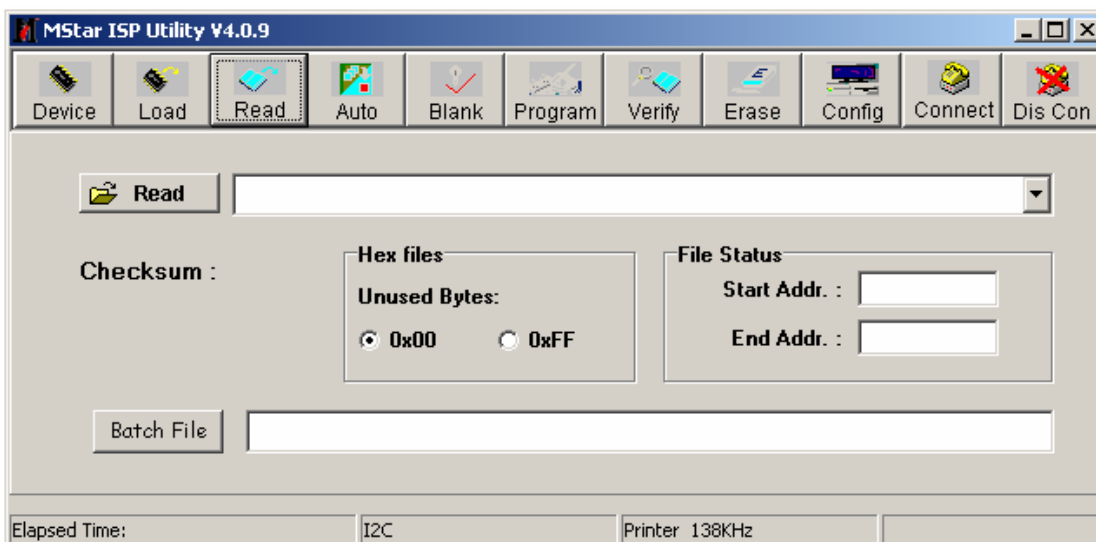 MStar ISP Utility V4.0.9
Device Load Read Auto Blank Program Verify Erase Config Connect Dis Con
Read
Checksum :
Hex files
Unused Bytes:
0x00 0xFF
File Status
Start Addr. :
End Addr. :
Batch File
Elapsed Time: I2C Printer 138KHz